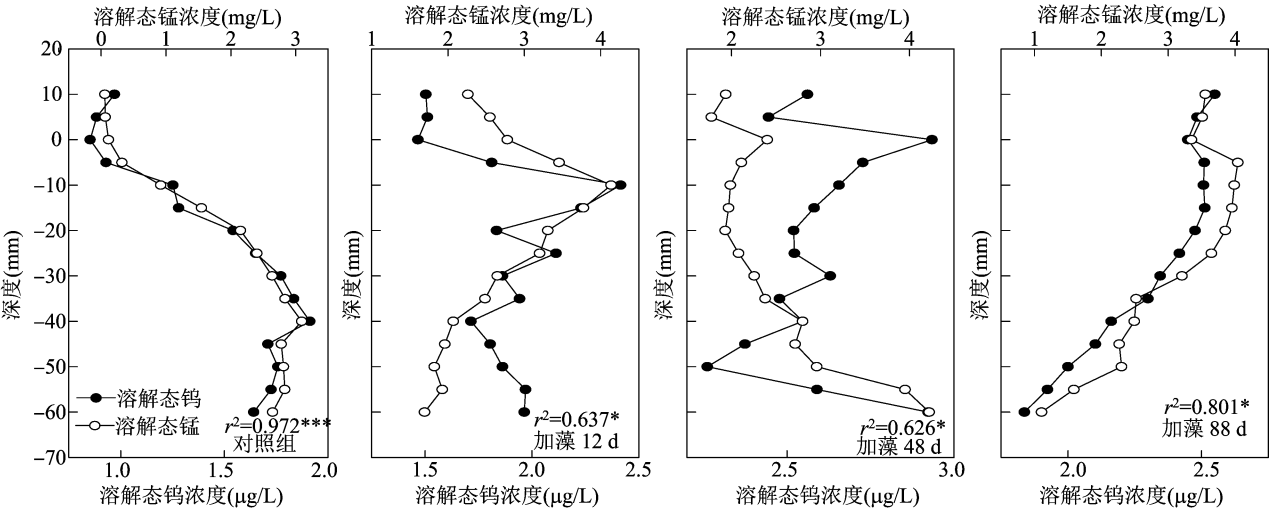 溶解态锰浓度(mg/L)
0 1 2 3
20
10
0
−10
−20
−30
−40
−50
−60
−70
深度(mm)
溶解态钨
溶解态锰
r²=0.972***
对照组
1.0 1.5 2.0
溶解态钨浓度(μg/L)
溶解态锰浓度(mg/L)
1 2 3 4
深度(mm)
r²=0.637*
加藻 12 d
1.5 2.0 2.5
溶解态钨浓度(μg/L)
溶解态锰浓度(mg/L)
2 3 4
深度(mm)
r²=0.626*
加藻 48 d
2.5 3.0
溶解态钨浓度(μg/L)
溶解态锰浓度(mg/L)
1 2 3 4
深度(mm)
r²=0.801*
加藻 88 d
2.0 2.5
溶解态钨浓度(μg/L)